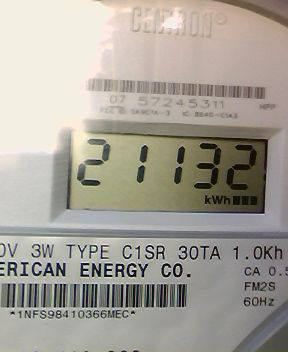 CENTRON®
07 57245311 HPP
21132
kWh
0V 3W TYPE C1SR 30TA 1.0Kh
ERICAN ENERGY CO. CA 0.5
FM2S
60Hz
*1NFS98410366MEC*